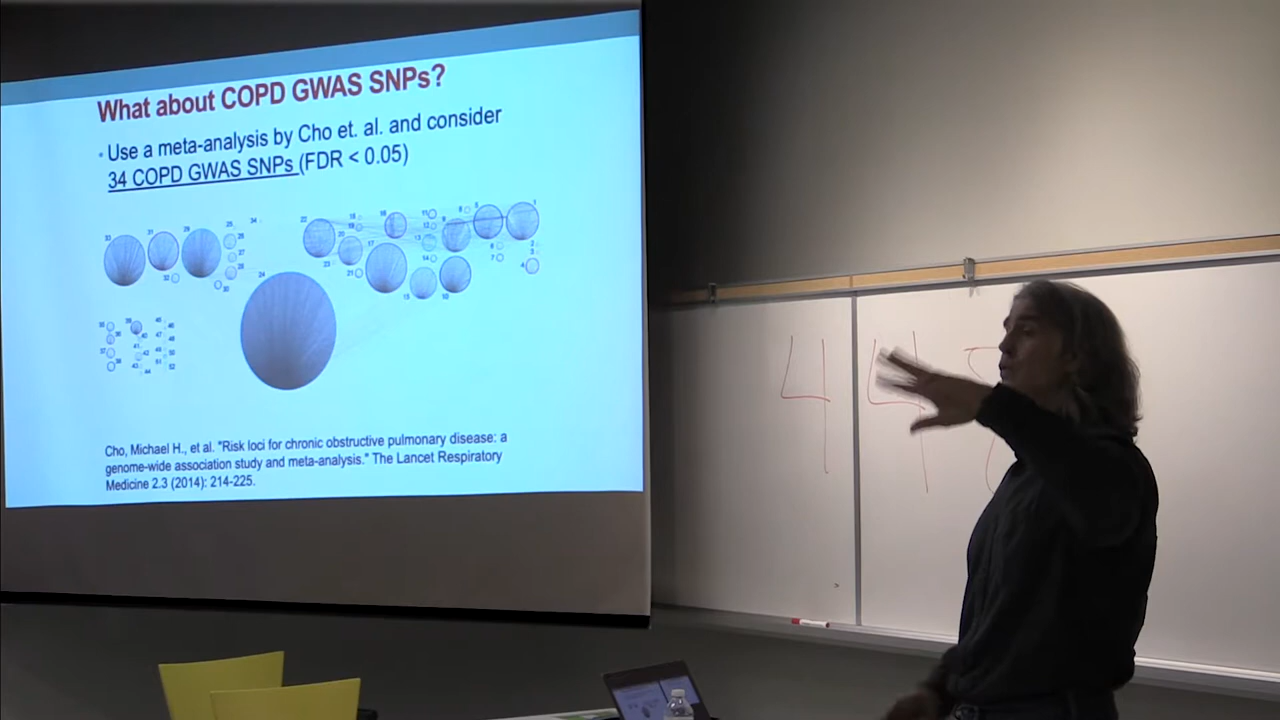 What about COPD GWAS SNPs?
• Use a meta-analysis by Cho et. al. and consider
34 COPD GWAS SNPs (FDR < 0.05)
Cho, Michael H., et al. "Risk loci for chronic obstructive pulmonary disease: a
genome-wide association study and meta-analysis." The Lancet Respiratory
Medicine 2.3 (2014): 214-225.
4 4